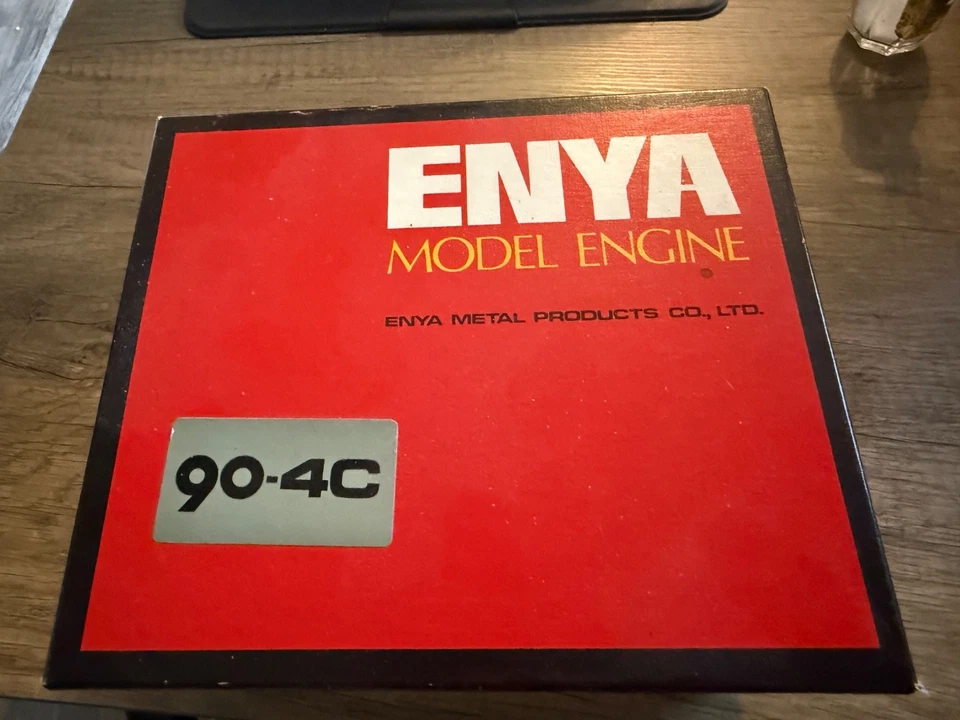 ENYA
MODEL ENGINE
ENYA METAL PRODUCTS CO., LTD.
90-4C